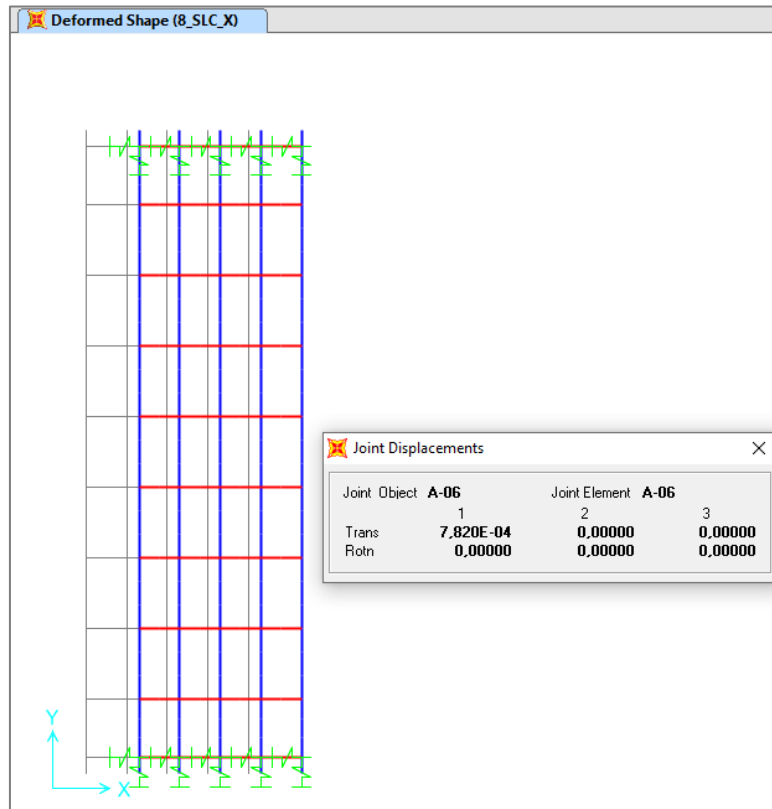 Deformed Shape (8_SLC_X)
Joint Displacements
Joint Object A-06 Joint Element A-06
1 2 3
Trans 7,820E-04 0,00000 0,00000
Rotn 0,00000 0,00000 0,00000
Y
X